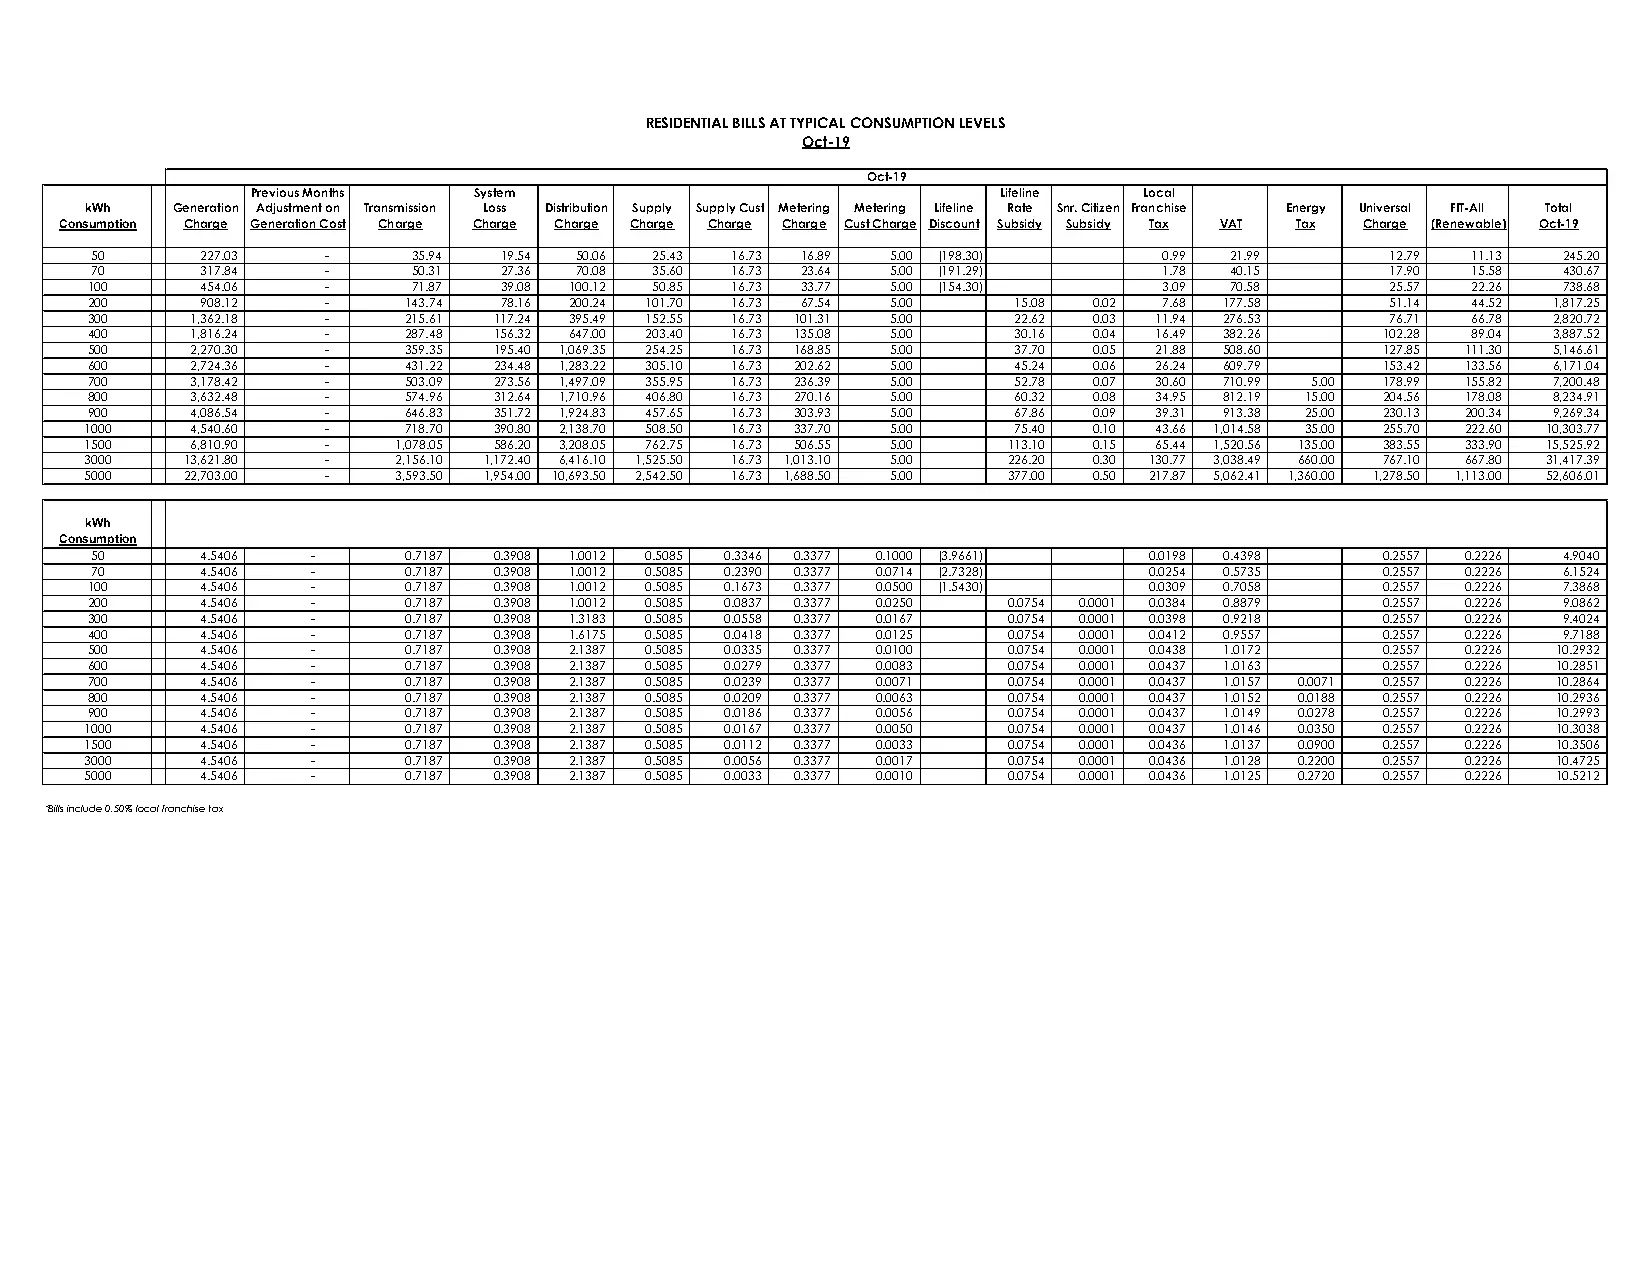 RESIDENTIAL BILLS AT TYPICAL CONSUMPTION LEVELS
Oct-19
Oct-19
kWh Consumption Generation Charge Previous Months Adjustment on Generation Cost Transmission Charge System Loss Charge Distribution Charge Supply Charge Supply Cust Charge Metering Charge Metering Cust Charge Lifeline Discount Lifeline Rate Subsidy Snr. Citizen Subsidy Local Franchise Tax VAT Energy Tax Universal Charge FIT-All (Renewable) Total Oct-19
50 227.03 - 35.94 19.54 50.06 25.43 16.73 16.89 5.00 (198.30) 0.99 21.99 12.79 11.13 245.20
70 317.84 - 50.31 27.36 70.08 35.60 16.73 23.64 5.00 (191.29) 1.78 40.15 17.90 15.58 430.67
100 454.06 - 71.87 39.08 100.12 50.85 16.73 33.77 5.00 (154.30) 3.09 70.58 25.57 22.26 738.68
200 908.12 - 143.74 78.16 200.24 101.70 16.73 67.54 5.00 15.08 0.02 7.68 177.58 51.14 44.52 1,817.25
300 1,362.18 - 215.61 117.24 395.49 152.55 16.73 101.31 5.00 22.62 0.03 11.94 276.53 76.71 66.78 2,820.72
400 1,816.24 - 287.48 156.32 647.00 203.40 16.73 135.08 5.00 30.16 0.04 16.49 382.26 102.28 89.04 3,887.52
500 2,270.30 - 359.35 195.40 1,069.35 254.25 16.73 168.85 5.00 37.70 0.05 21.88 508.60 127.85 111.30 5,146.61
600 2,724.36 - 431.22 234.48 1,283.22 305.10 16.73 202.62 5.00 45.24 0.06 26.24 609.79 153.42 133.56 6,171.04
700 3,178.42 - 503.09 273.56 1,497.09 355.95 16.73 236.39 5.00 52.78 0.07 30.60 710.99 5.00 178.99 155.82 7,200.48
800 3,632.48 - 574.96 312.64 1,710.96 406.80 16.73 270.16 5.00 60.32 0.08 34.95 812.19 15.00 204.56 178.08 8,234.91
900 4,086.54 - 646.83 351.72 1,924.83 457.65 16.73 303.93 5.00 67.86 0.09 39.31 913.38 25.00 230.13 200.34 9,269.34
1000 4,540.60 - 718.70 390.80 2,138.70 508.50 16.73 337.70 5.00 75.40 0.10 43.66 1,014.58 35.00 255.70 222.60 10,303.77
1500 6,810.90 - 1,078.05 586.20 3,208.05 762.75 16.73 506.55 5.00 113.10 0.15 65.44 1,520.56 135.00 383.55 333.90 15,525.92
3000 13,621.80 - 2,156.10 1,172.40 6,416.10 1,525.50 16.73 1,013.10 5.00 226.20 0.30 130.77 3,038.49 660.00 767.10 667.80 31,417.39
5000 22,703.00 - 3,593.50 1,954.00 10,693.50 2,542.50 16.73 1,688.50 5.00 377.00 0.50 217.87 5,062.41 1,360.00 1,278.50 1,113.00 52,606.01
kWh
Consumption
50 4.5406 - 0.7187 0.3908 1.0012 0.5085 0.3346 0.3377 0.1000 (3.9661) 0.0198 0.4398 0.2557 0.2226 4.9040
70 4.5406 - 0.7187 0.3908 1.0012 0.5085 0.2390 0.3377 0.0714 (2.7328) 0.0254 0.5735 0.2557 0.2226 6.1524
100 4.5406 - 0.7187 0.3908 1.0012 0.5085 0.1673 0.3377 0.0500 (1.5430) 0.0309 0.7058 0.2557 0.2226 7.3868
200 4.5406 - 0.7187 0.3908 1.0012 0.5085 0.0837 0.3377 0.0250 0.0754 0.0001 0.0384 0.8879 0.2557 0.2226 9.0862
300 4.5406 - 0.7187 0.3908 1.3183 0.5085 0.0558 0.3377 0.0167 0.0754 0.0001 0.0398 0.9218 0.2557 0.2226 9.4024
400 4.5406 - 0.7187 0.3908 1.6175 0.5085 0.0418 0.3377 0.0125 0.0754 0.0001 0.0412 0.9557 0.2557 0.2226 9.7188
500 4.5406 - 0.7187 0.3908 2.1387 0.5085 0.0335 0.3377 0.0100 0.0754 0.0001 0.0438 1.0172 0.2557 0.2226 10.2932
600 4.5406 - 0.7187 0.3908 2.1387 0.5085 0.0279 0.3377 0.0083 0.0754 0.0001 0.0437 1.0163 0.2557 0.2226 10.2851
700 4.5406 - 0.7187 0.3908 2.1387 0.5085 0.0239 0.3377 0.0071 0.0754 0.0001 0.0437 1.0157 0.0071 0.2557 0.2226 10.2864
800 4.5406 - 0.7187 0.3908 2.1387 0.5085 0.0209 0.3377 0.0063 0.0754 0.0001 0.0437 1.0152 0.0188 0.2557 0.2226 10.2936
900 4.5406 - 0.7187 0.3908 2.1387 0.5085 0.0186 0.3377 0.0056 0.0754 0.0001 0.0437 1.0149 0.0278 0.2557 0.2226 10.2993
1000 4.5406 - 0.7187 0.3908 2.1387 0.5085 0.0167 0.3377 0.0050 0.0754 0.0001 0.0437 1.0146 0.0350 0.2557 0.2226 10.3038
1500 4.5406 - 0.7187 0.3908 2.1387 0.5085 0.0112 0.3377 0.0033 0.0754 0.0001 0.0436 1.0137 0.0900 0.2557 0.2226 10.3506
3000 4.5406 - 0.7187 0.3908 2.1387 0.5085 0.0056 0.3377 0.0017 0.0754 0.0001 0.0436 1.0128 0.2200 0.2557 0.2226 10.4725
5000 4.5406 - 0.7187 0.3908 2.1387 0.5085 0.0033 0.3377 0.0010 0.0754 0.0001 0.0436 1.0125 0.2720 0.2557 0.2226 10.5212
*Bills include 0.50% local franchise tax